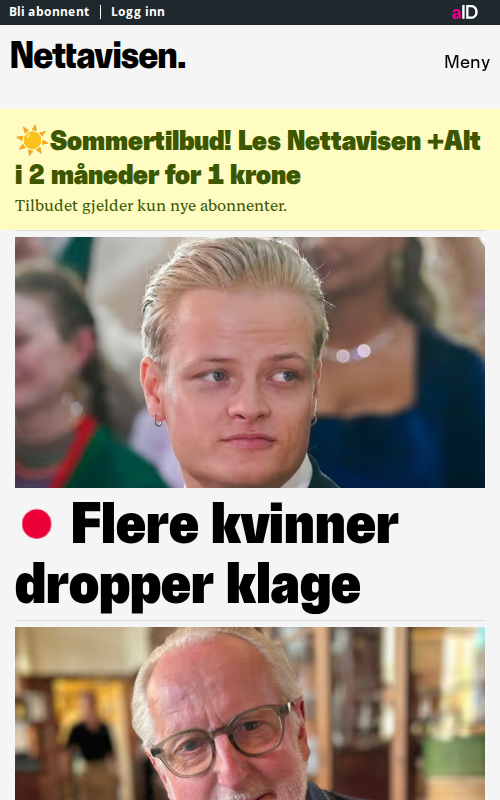 Bli abonnent | Logg inn
aID
Nettavisen.
Meny
☀️Sommertilbud! Les Nettavisen +Alt
i 2 måneder for 1 krone
Tilbudet gjelder kun nye abonnenter.
🔴 Flere kvinner
dropper klage